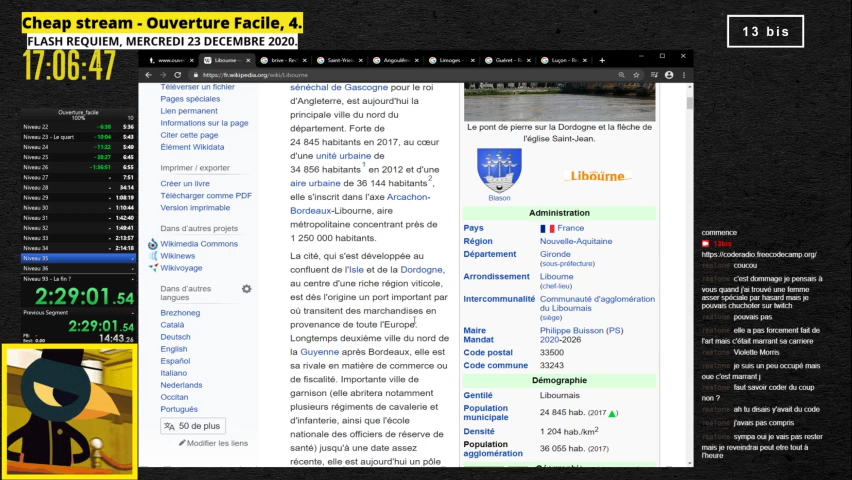 Cheap stream - Ouverture Facile, 4.
FLASH REQUIEM, MERCREDI 23 DECEMBRE 2020.
17:06:47
13 bis
Libourne
https://fr.wikipedia.org/wiki/Libourne
Ouverture_facile
100%
10
Niveau 22 5:36
Niveau 23 - Le quart 5:43
Niveau 24 5:49
Niveau 25 6:45
Niveau 26 6:55
Niveau 27 7:51
Niveau 28 34:14
Niveau 29 1:08:19
Niveau 30 1:10:44
Niveau 31 1:42:40
Niveau 32 1:49:41
Niveau 33 2:13:57
Niveau 34 2:14:18
Niveau 35
Niveau 36
Niveau 93 - La fin ?
2:29:01.54
Previous Segment
2:29:01.54
14:43.26
Téléverser un fichier
Pages spéciales
Lien permanent
Informations sur la page
Citer cette page
Élément Wikidata
Imprimer / exporter
Créer un livre
Télécharger comme PDF
Version imprimable
Dans d'autres projets
Wikimedia Commons
Wikinews
Wikivoyage
Dans d'autres
langues
Brezhoneg
Català
Deutsch
English
Español
Italiano
Nederlands
Occitan
Português
50 de plus
Modifier les liens
sénéchal de Gascogne pour le roi
d'Angleterre, est aujourd'hui la
principale ville du nord du
département. Forte de
24 845 habitants en 2017, au cœur
d'une unité urbaine de
34 856 habitants1 en 2012 et d'une
aire urbaine de 36 144 habitants2,
elle s'inscrit dans l'axe Arcachon-
Bordeaux-Libourne, aire
métropolitaine concentrant près de
1 250 000 habitants.
La cité, qui s'est développée au
confluent de l'Isle et de la Dordogne,
au centre d'une riche région viticole,
est dès l'origine un port important par
où transitent des marchandises en
provenance de toute l'Europe.
Longtemps deuxième ville du nord de
la Guyenne après Bordeaux, elle est
sa rivale en matière de commerce ou
de fiscalité. Importante ville de
garnison (elle abritera notamment
plusieurs régiments de cavalerie et
d'infanterie, ainsi que l'école
nationale des officiers de réserve de
santé) jusqu'à une date assez
récente, elle est aujourd'hui un pôle
Le pont de pierre sur la Dordogne et la flèche de
l'église Saint-Jean.
Libourne
Blason
Administration
Pays France
Région Nouvelle-Aquitaine
Département Gironde
(sous-préfecture)
Arrondissement Libourne
(chef-lieu)
Intercommunalité Communauté d'agglomération
du Libournais
(siège)
Maire Philippe Buisson (PS)
Mandat 2020-2026
Code postal 33500
Code commune 33243
Démographie
Gentilé Libournais
Population
municipale 24 845 hab. (2017)
Densité 1 204 hab./km2
Population
agglomération 36 055 hab. (2017)
commence
13bis
https://coderadio.freecodecamp.org/
coucou
c'est dommage je pensais à
vous quand j'ai trouvé une femme
asser spéciale par hasard mais je
pouvais chuchoter sur twitch
pouvais pas
elle a pas forcement fait de
l'art mais c'était marrant sa carriere
Violette Morris
je suis un peu occupé mais
oue c'est marrant j
faut savoir coder du coup
non ?
ah tu disais y'avait du code
j'avais pas compris
sympa oui je vais pas rester
mais je reveindrai peut etre tout à
l'heure